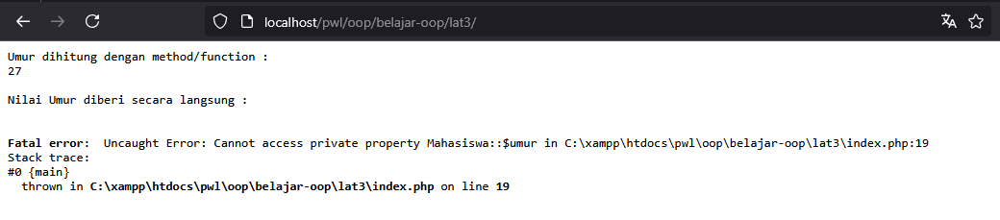 localhost/pwl/oop/belajar-oop/lat3/
Umur dihitung dengan method/function :
27
Nilai Umur diberi secara langsung :
Fatal error:  Uncaught Error: Cannot access private property Mahasiswa::$umur in C:\xampp\htdocs\pwl\oop\belajar-oop\lat3\index.php:19
Stack trace:
#0 {main}
  thrown in C:\xampp\htdocs\pwl\oop\belajar-oop\lat3\index.php on line 19